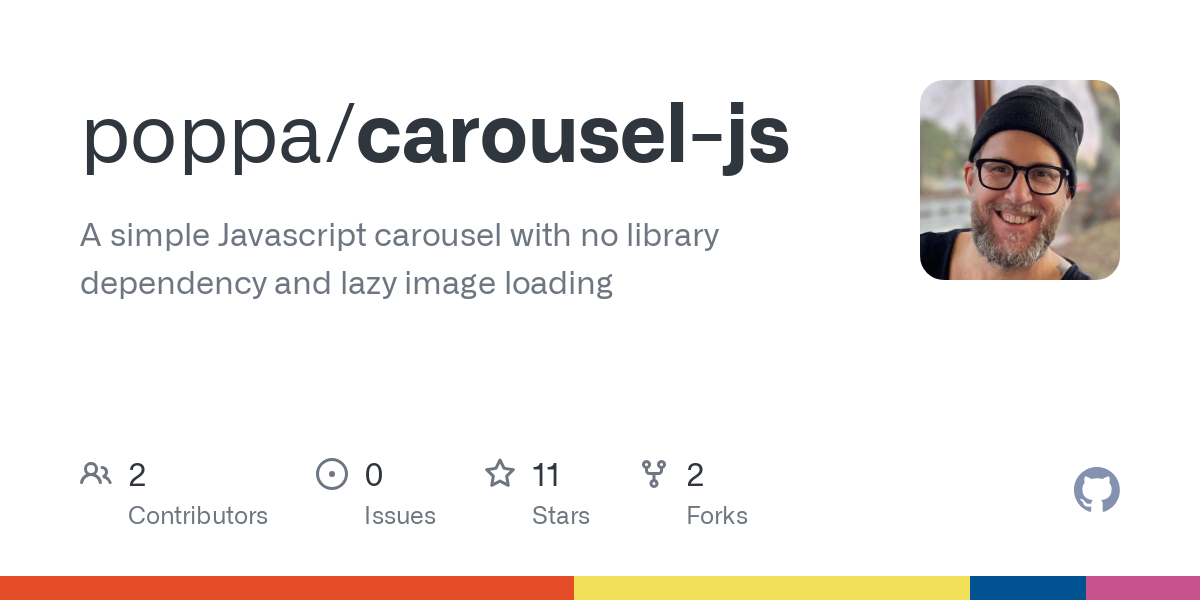 poppa/carousel-js
A simple Javascript carousel with no library
dependency and lazy image loading
2
Contributors
0
Issues
11
Stars
2
Forks